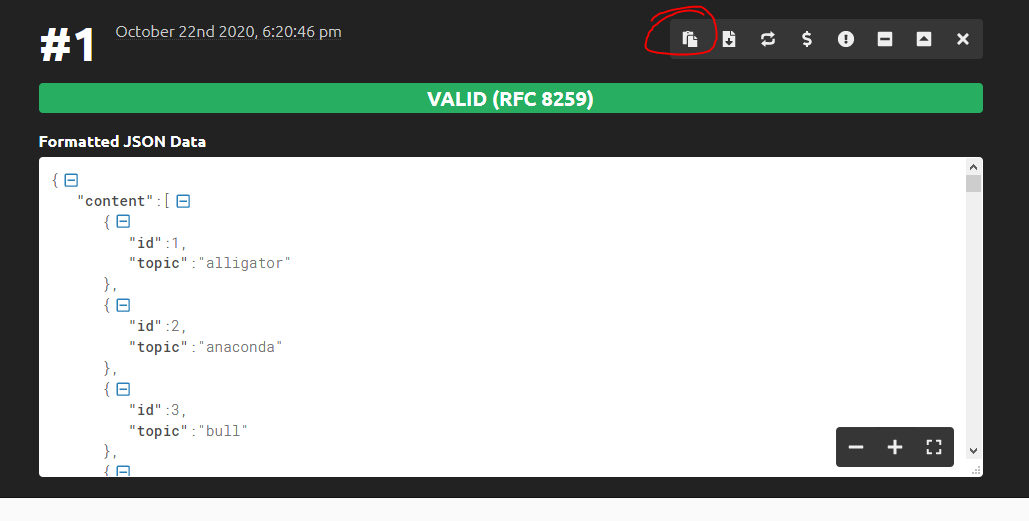 #1
October 22nd 2020, 6:20:46 pm
VALID (RFC 8259)
Formatted JSON Data
{
"content":[
{
"id":1,
"topic":"alligator"
},
{
"id":2,
"topic":"anaconda"
},
{
"id":3,
"topic":"bull"
},
{